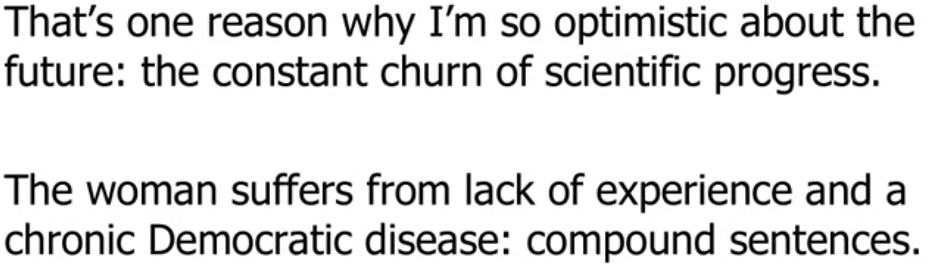 That’s one reason why I’m so optimistic about the
future: the constant churn of scientific progress.
The woman suffers from lack of experience and a
chronic Democratic disease: compound sentences.